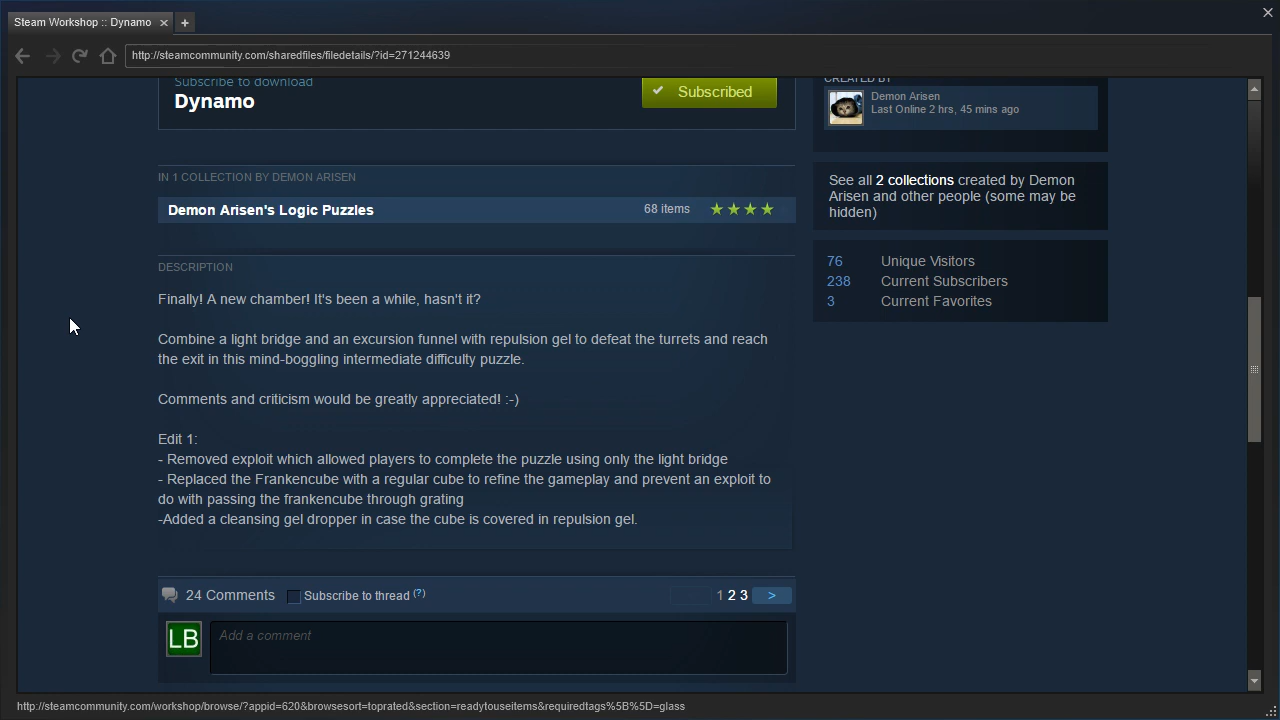 Steam Workshop :: Dynamo
http://steamcommunity.com/sharedfiles/filedetails/?id=271244639
Subscribe to download
Dynamo
Subscribed
IN 1 COLLECTION BY DEMON ARISEN
Demon Arisen's Logic Puzzles
68 items
DESCRIPTION
Finally! A new chamber! It's been a while, hasn't it?
Combine a light bridge and an excursion funnel with repulsion gel to defeat the turrets and reach
the exit in this mind-boggling intermediate difficulty puzzle.
Comments and criticism would be greatly appreciated! :-)
Edit 1:
- Removed exploit which allowed players to complete the puzzle using only the light bridge
- Replaced the Frankencube with a regular cube to refine the gameplay and prevent an exploit to
do with passing the frankencube through grating
-Added a cleansing gel dropper in case the cube is covered in repulsion gel.
24 Comments
Subscribe to thread (?)
1 2 3 >
LB
Add a comment
CREATED BY
Demon Arisen
Last Online 2 hrs, 45 mins ago
See all 2 collections created by Demon
Arisen and other people (some may be
hidden)
76 Unique Visitors
238 Current Subscribers
3 Current Favorites
http://steamcommunity.com/workshop/browse/?appid=620&browsesort=toprated&section=readytouseitems&requiredtags%5B%5D=glass